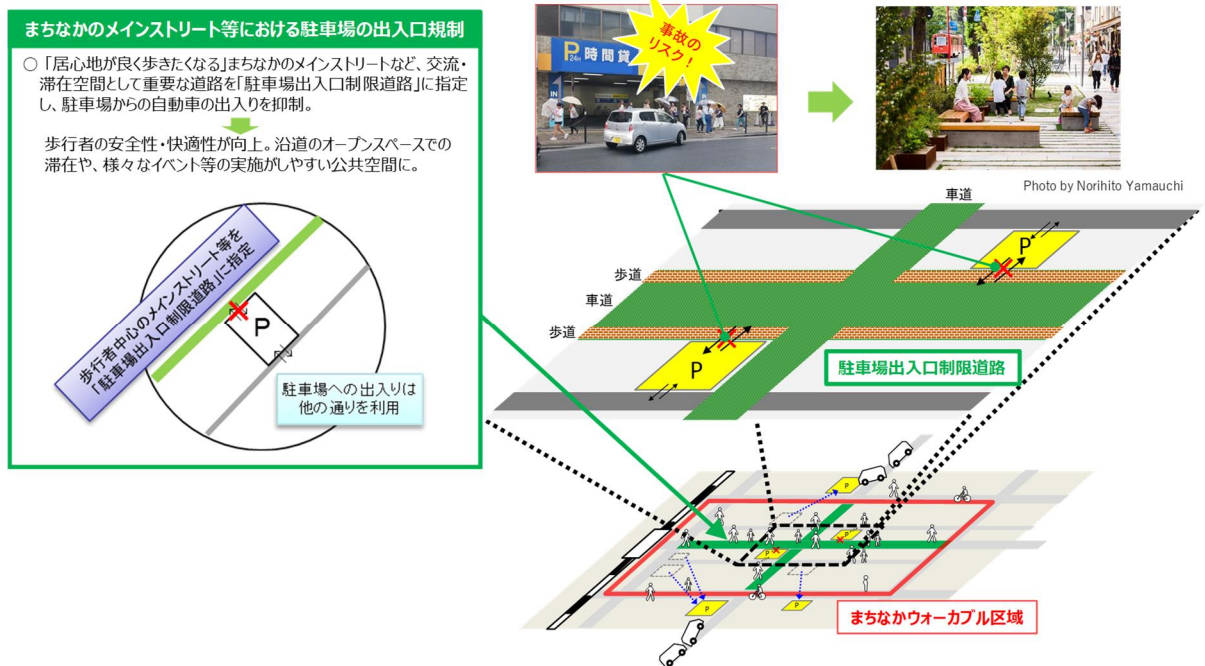 まちなかのメインストリート等における駐車場の出入口規制
○ 「居心地が良く歩きたくなる」まちなかのメインストリートなど、交流・
滞在空間として重要な道路を「駐車場出入口制限道路」に指定
し、駐車場からの自動車の出入りを抑制。
歩行者の安全性・快適性が向上。沿道のオープンスペースでの
滞在や、様々なイベント等の実施がしやすい公共空間に。
歩行者中心のメインストリート等を
「駐車場出入口制限道路」に指定
P
駐車場への出入りは
他の通りを利用
P 時間貸
24H
IN
IN
事故の
リスク！
Photo by Norihito Yamauchi
車道
P
歩道
車道
歩道
P
駐車場出入口制限道路
P
P
P
P
P
まちなかウォーカブル区域